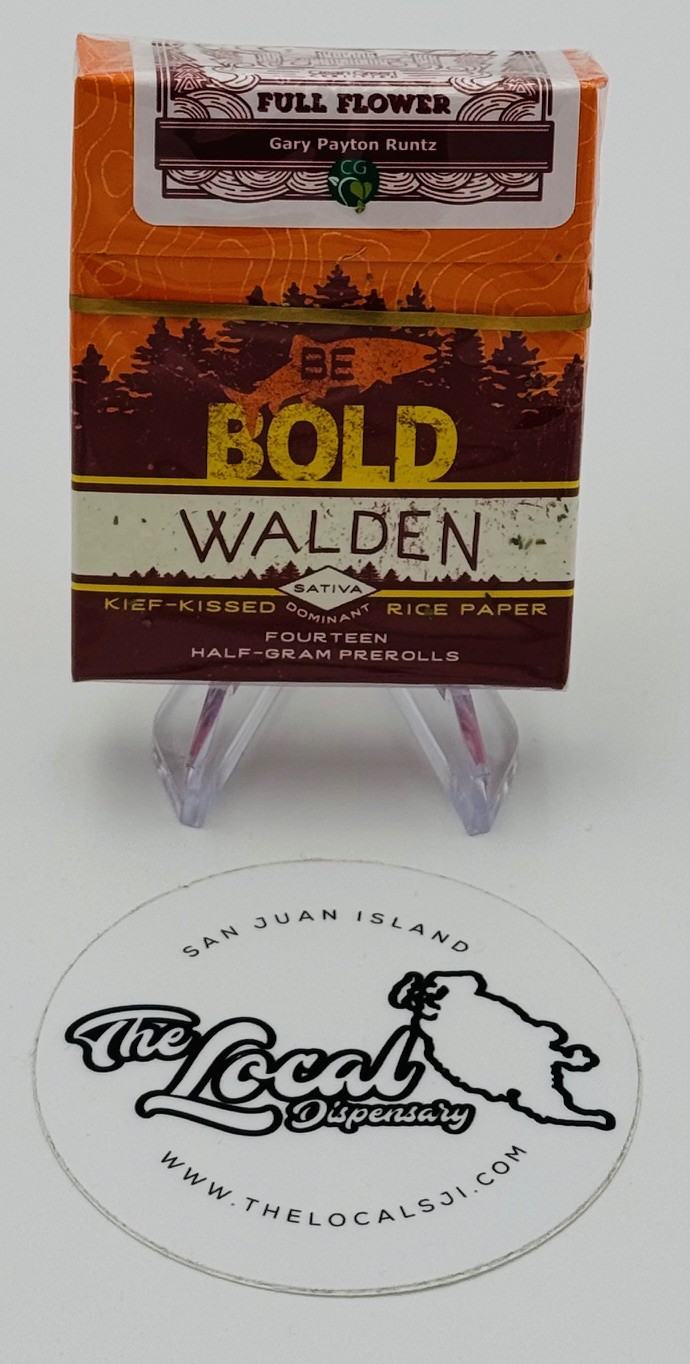 FULL FLOWER
Gary Payton Runtz
CG
BE
BOLD
WALDEN
SATIVA
DOMINANT
KIEF-KISSED RICE PAPER
FOURTEEN
HALF-GRAM PREROLLS
SAN JUAN ISLAND
The Local
Dispensary
WWW.THELOCALSJI.COM